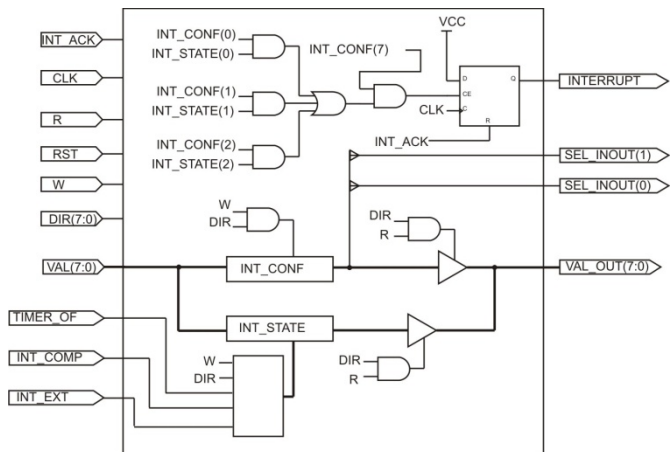 INT_ACK
CLK
R
RST
W
DIR(7:0)
VAL(7:0)
TIMER_OF
INT_COMP
INT_EXT
INT_CONF(0)
INT_STATE(0)
INT_CONF(1)
INT_STATE(1)
INT_CONF(2)
INT_STATE(2)
INT_CONF(7)
VCC
D
Q
CE
CLK
C
R
INT_ACK
INTERRUPT
SEL_INOUT(1)
SEL_INOUT(0)
W
DIR
INT_CONF
DIR
R
VAL_OUT(7:0)
INT_STATE
W
DIR
DIR
R